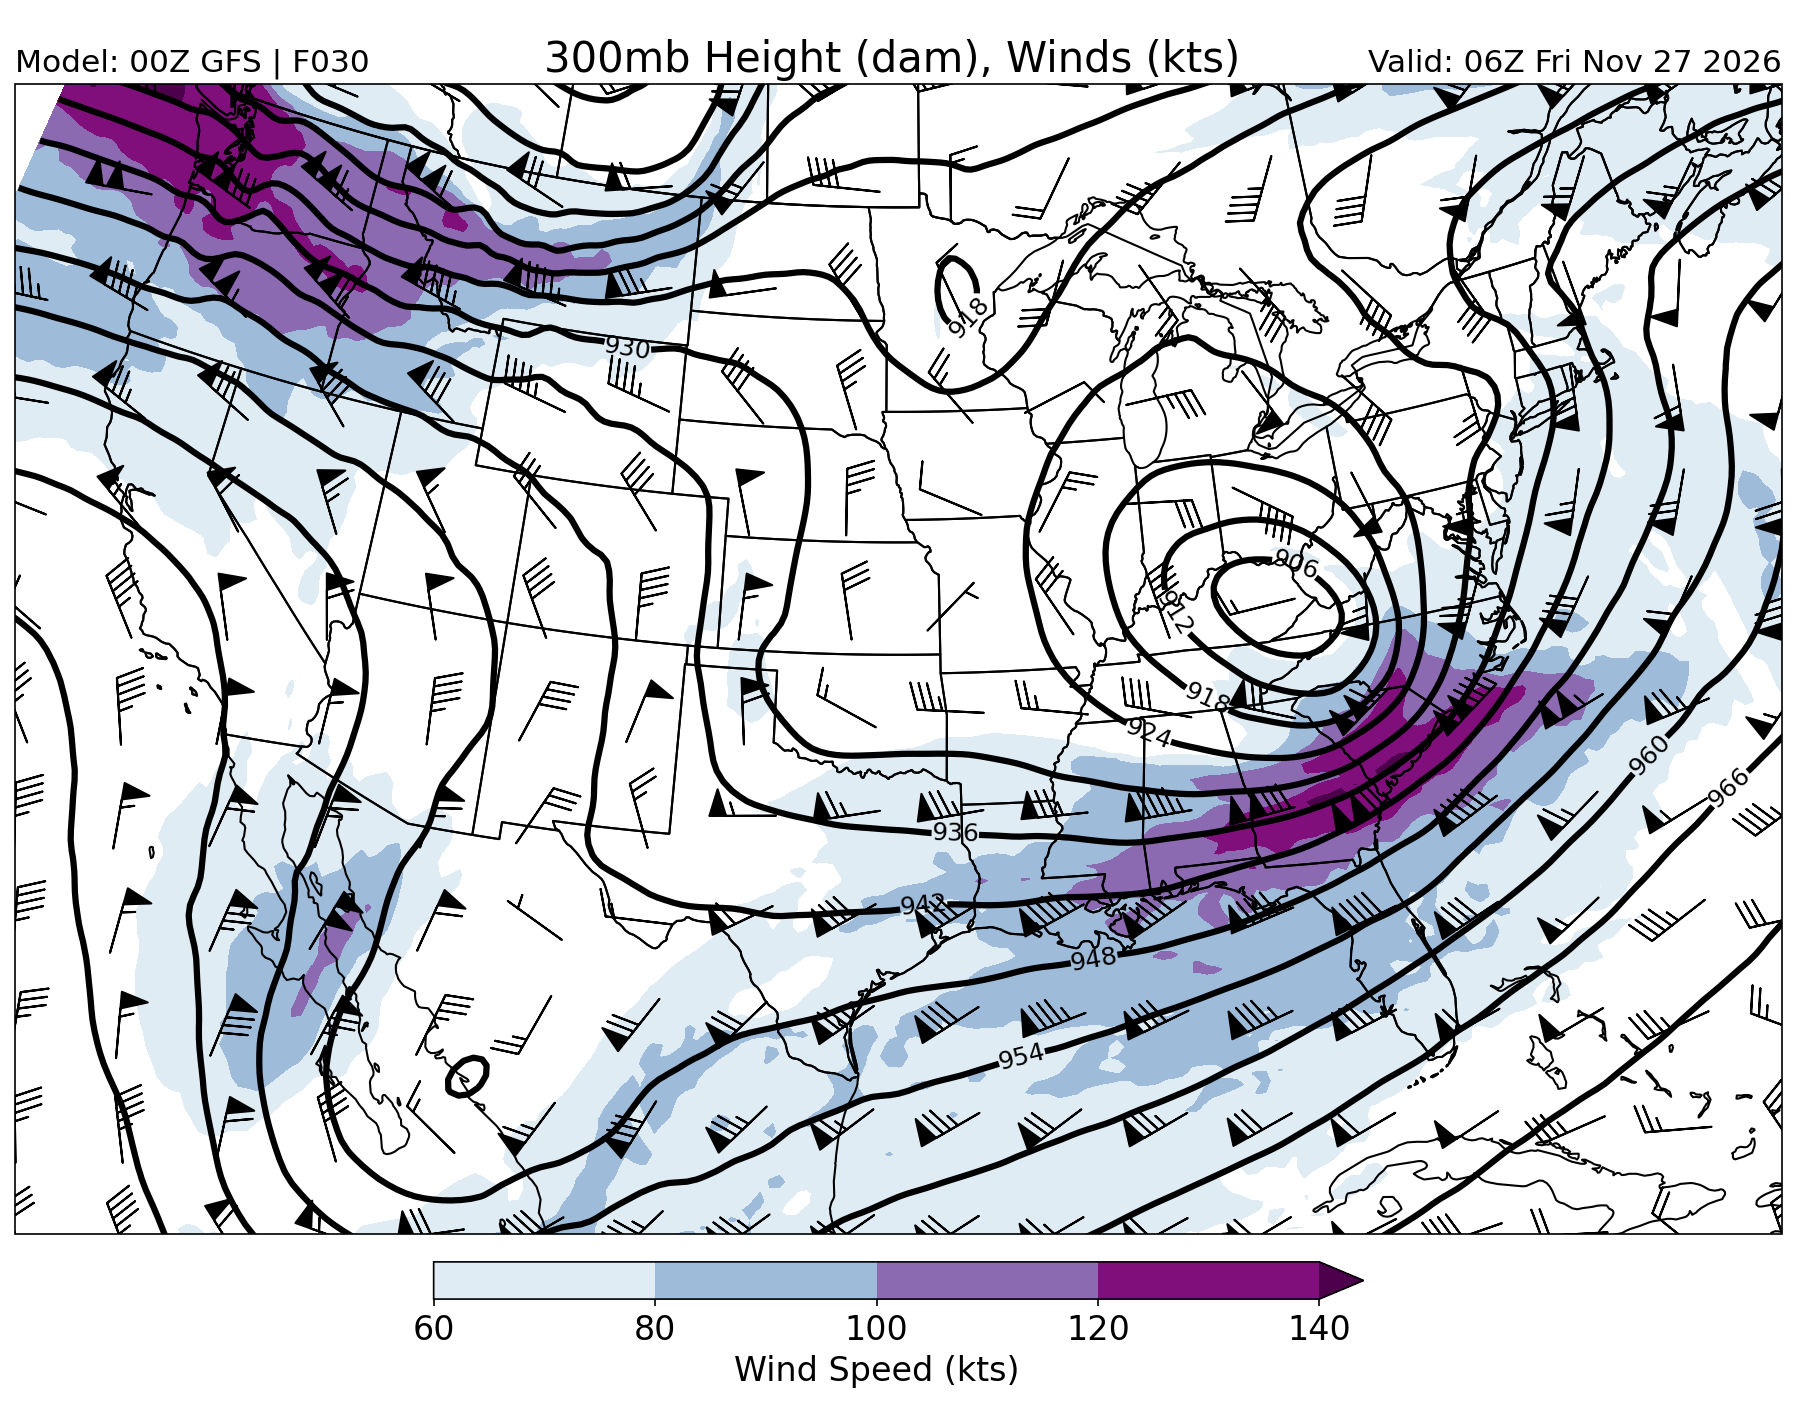 Model: 00Z GFS | F030
300mb Height (dam), Winds (kts)
Valid: 06Z Fri Nov 27 2026
918
930
906
912
918
924
960
966
936
942
948
954
60 80 100 120 140
Wind Speed (kts)